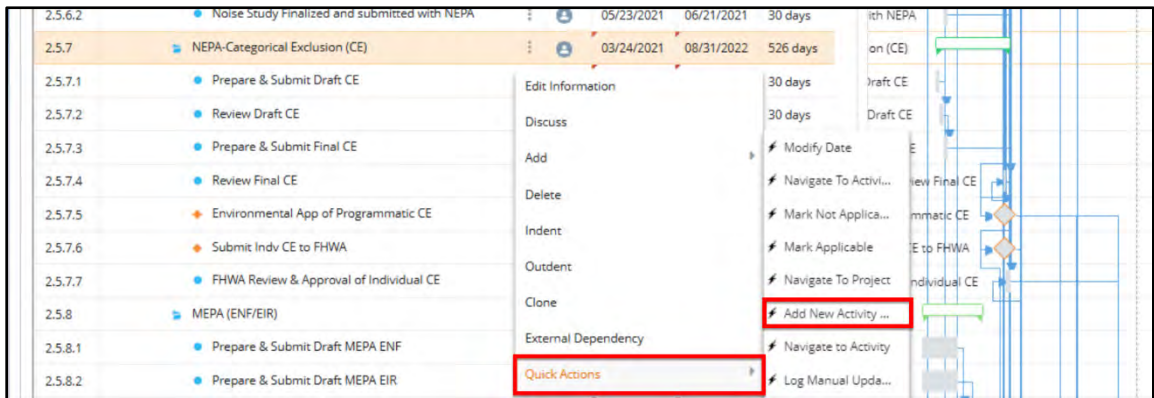 2.5.6.2 Noise Study Finalized and submitted with NEPA 05/23/2021 06/21/2021 30 days ith NEPA
2.5.7 NEPA-Categorical Exclusion (CE) 03/24/2021 08/31/2022 526 days on (CE)
2.5.7.1 Prepare & Submit Draft CE Edit Information 30 days Draft CE
2.5.7.2 Review Draft CE Discuss 30 days Draft CE
2.5.7.3 Prepare & Submit Final CE Add Modify Date E
2.5.7.4 Review Final CE Delete Navigate To Activi... iew Final CE
2.5.7.5 Environmental App of Programmatic CE Indent Mark Not Applica... mmatic CE
2.5.7.6 Submit Indv CE to FHWA Outdent Mark Applicable E to FHWA
2.5.7.7 FHWA Review & Approval of Individual CE Clone Navigate To Project ndividual CE
2.5.8 MEPA (ENF/EIR) External Dependency Add New Activity ...
2.5.8.1 Prepare & Submit Draft MEPA ENF Quick Actions Navigate to Activity
2.5.8.2 Prepare & Submit Draft MEPA EIR Log Manual Upda...